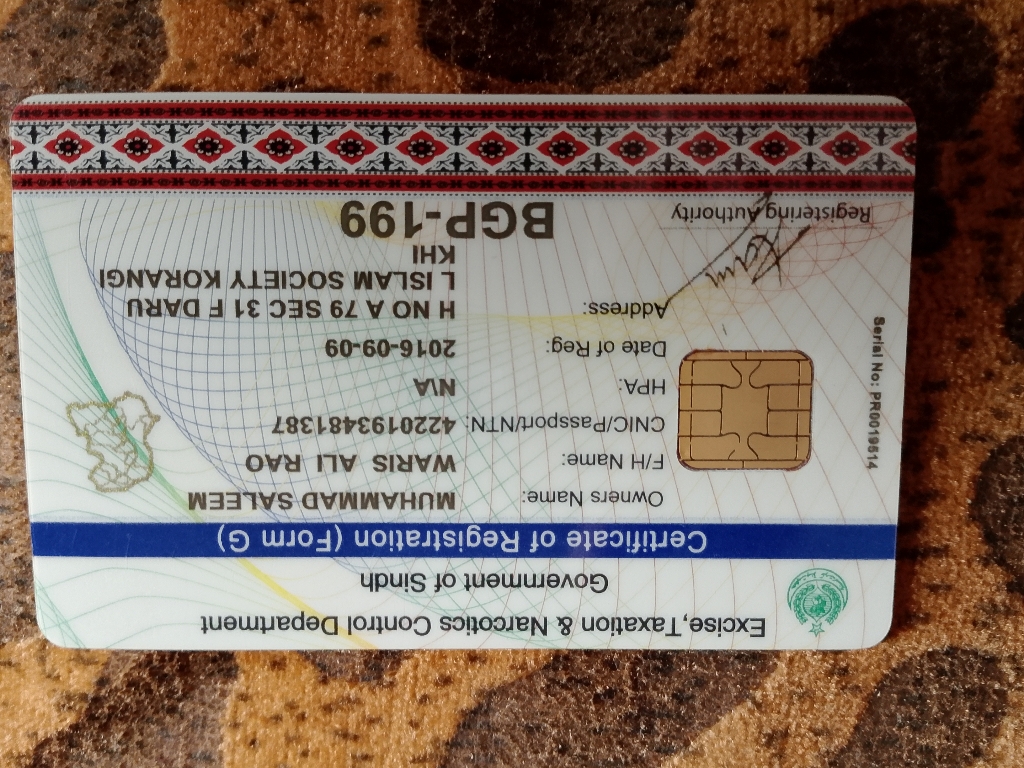 Excise,Taxation & Narcotics Control Department
Government of Sindh
Certificate of Registration (Form G)
Owners Name: MUHAMMAD SALEEM
F/H Name: WARIS ALI RAO
CNIC/Passport/NTN: 4220193481387
HPA: N/A
Date of Reg: 2016-09-09
Address: H NO A 79 SEC 31 F DARU
L ISLAM SOCIETY KORANGI
KHI
BGP-199
Registering Authority
Serial No: PR0019514